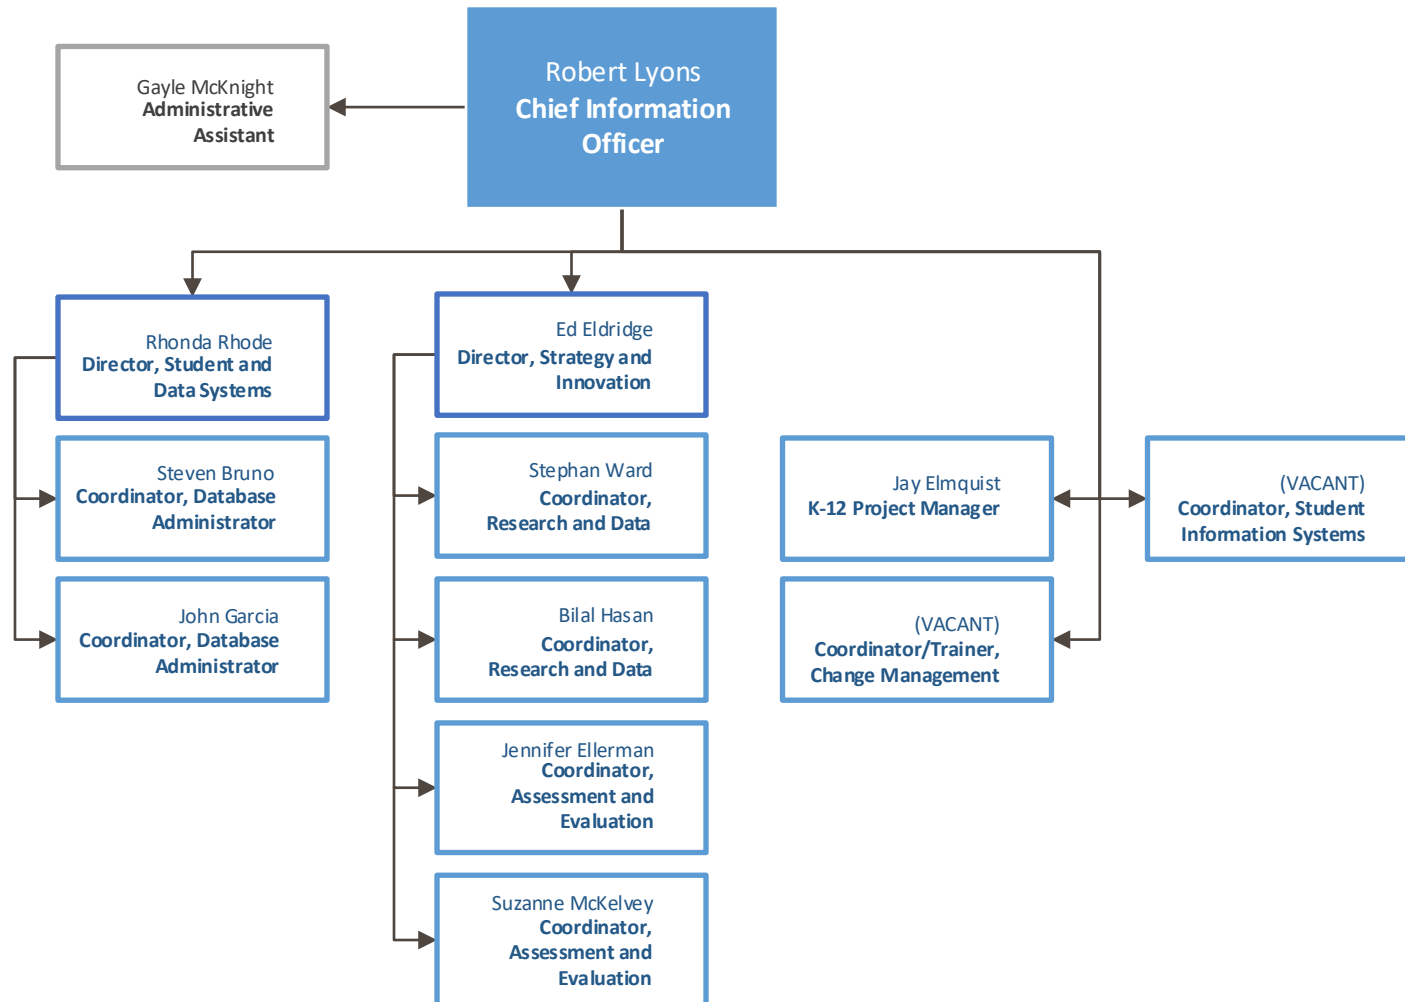 Robert Lyons
Chief Information
Officer
Gayle McKnight
Administrative
Assistant
Rhonda Rhode
Director, Student and
Data Systems
Steven Bruno
Coordinator, Database
Administrator
John Garcia
Coordinator, Database
Administrator
Ed Eldridge
Director, Strategy and
Innovation
Stephan Ward
Coordinator,
Research and Data
Bilal Hasan
Coordinator,
Research and Data
Jennifer Ellerman
Coordinator,
Assessment and
Evaluation
Suzanne McKelvey
Coordinator,
Assessment and
Evaluation
Jay Elmquist
K-12 Project Manager
(VACANT)
Coordinator/Trainer,
Change Management
(VACANT)
Coordinator, Student
Information Systems